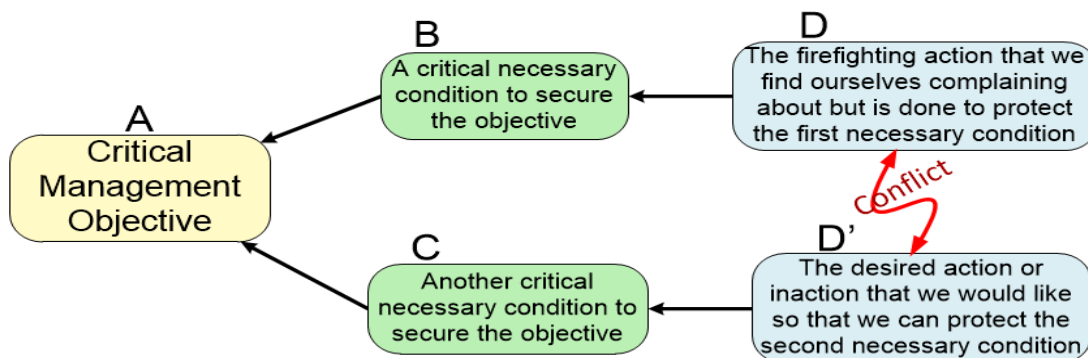 A
Critical
Management
Objective
B
A critical necessary
condition to secure
the objective
D
The firefighting action that we
find ourselves complaining
about but is done to protect
the first necessary condition
Conflict
C
Another critical
necessary condition to
secure the objective
D'
The desired action or
inaction that we would like
so that we can protect the
second necessary condition